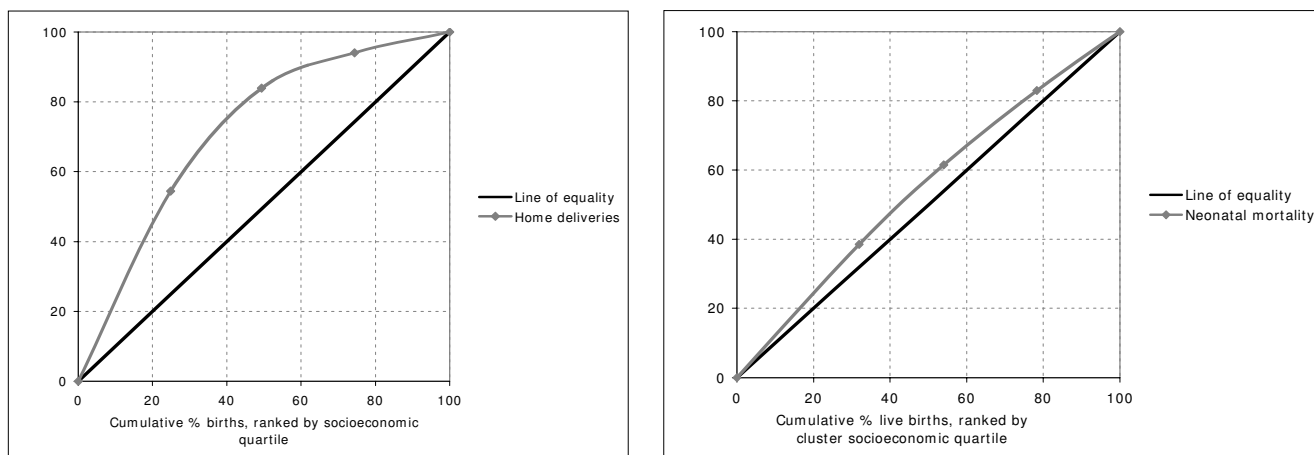 100
80
60
40
20
0
0 20 40 60 80 100
Cumulative % births, ranked by socioeconomic
quartile
Line of equality
Home deliveries
100
80
60
40
20
0
0 20 40 60 80 100
Cumulative % live births, ranked by
cluster socioeconomic quartile
Line of equality
Neonatal mortality